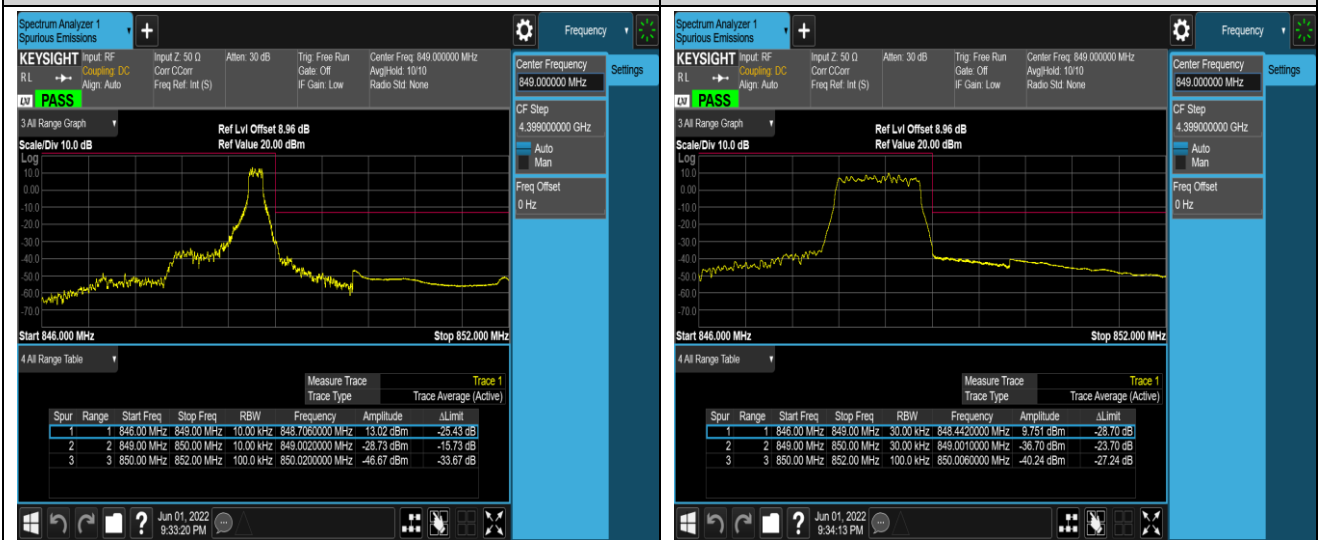 Spectrum Analyzer 1
Spurious Emissions
+
Frequency
KEYSIGHT
Input: RF
Input Z: 50 Ω
Atten: 30 dB
Trig: Free Run
Center Freq: 849.000000 MHz
RL
Coupling: DC
Corr CCorr
Gate: Off
Avg|Hold: 10/10
Align: Auto
Freq Ref: Int (S)
IF Gain: Low
Radio Std: None
LXI
PASS
3 All Range Graph
Ref Lvl Offset 8.96 dB
Scale/Div 10.0 dB
Ref Value 20.00 dBm
Log
10.0
0.00
-10.0
-20.0
-30.0
-40.0
-50.0
-60.0
-70.0
Start 846.000 MHz
Stop 852.000 MHz
4 All Range Table
Measure Trace Trace 1
Trace Type Trace Average (Active)
Spur Range Start Freq Stop Freq RBW Frequency Amplitude ΔLimit
1 1 846.00 MHz 849.00 MHz 10.00 kHz 848.7060000 MHz 13.02 dBm -25.43 dB
2 2 849.00 MHz 850.00 MHz 10.00 kHz 849.0020000 MHz -28.73 dBm -15.73 dB
3 3 850.00 MHz 852.00 MHz 100.0 kHz 850.0200000 MHz -46.67 dBm -33.67 dB
?
Jun 01, 2022
9:33:20 PM
Center Frequency
849.000000 MHz
Settings
CF Step
4.399000000 GHz
Auto
Man
Freq Offset
0 Hz
Spectrum Analyzer 1
Spurious Emissions
+
Frequency
KEYSIGHT
Input: RF
Input Z: 50 Ω
Atten: 30 dB
Trig: Free Run
Center Freq: 849.000000 MHz
RL
Coupling: DC
Corr CCorr
Gate: Off
Avg|Hold: 10/10
Align: Auto
Freq Ref: Int (S)
IF Gain: Low
Radio Std: None
LXI
PASS
3 All Range Graph
Ref Lvl Offset 8.96 dB
Scale/Div 10.0 dB
Ref Value 20.00 dBm
Log
10.0
0.00
-10.0
-20.0
-30.0
-40.0
-50.0
-60.0
-70.0
Start 846.000 MHz
Stop 852.000 MHz
4 All Range Table
Measure Trace Trace 1
Trace Type Trace Average (Active)
Spur Range Start Freq Stop Freq RBW Frequency Amplitude ΔLimit
1 1 846.00 MHz 849.00 MHz 30.00 kHz 848.4420000 MHz 9.751 dBm -28.70 dB
2 2 849.00 MHz 850.00 MHz 30.00 kHz 849.0010000 MHz -36.70 dBm -23.70 dB
3 3 850.00 MHz 852.00 MHz 100.0 kHz 850.0060000 MHz -40.24 dBm -27.24 dB
?
Jun 01, 2022
9:34:13 PM
Center Frequency
849.000000 MHz
Settings
CF Step
4.399000000 GHz
Auto
Man
Freq Offset
0 Hz